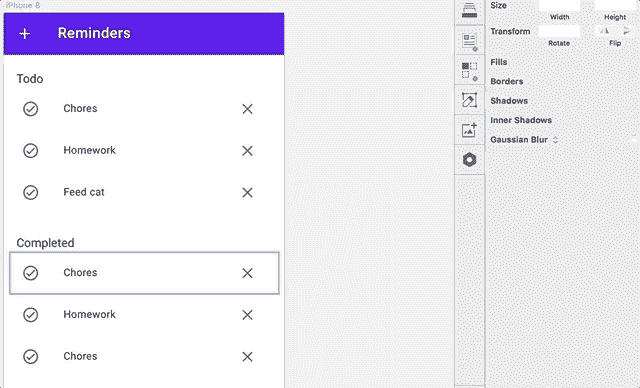 iPhone 8
+ Reminders
Todo
Chores
Homework
Feed cat
Completed
Chores
Homework
Chores
Size
Width Height
Transform
Rotate Flip
Fills
Borders
Shadows
Inner Shadows
Gaussian Blur